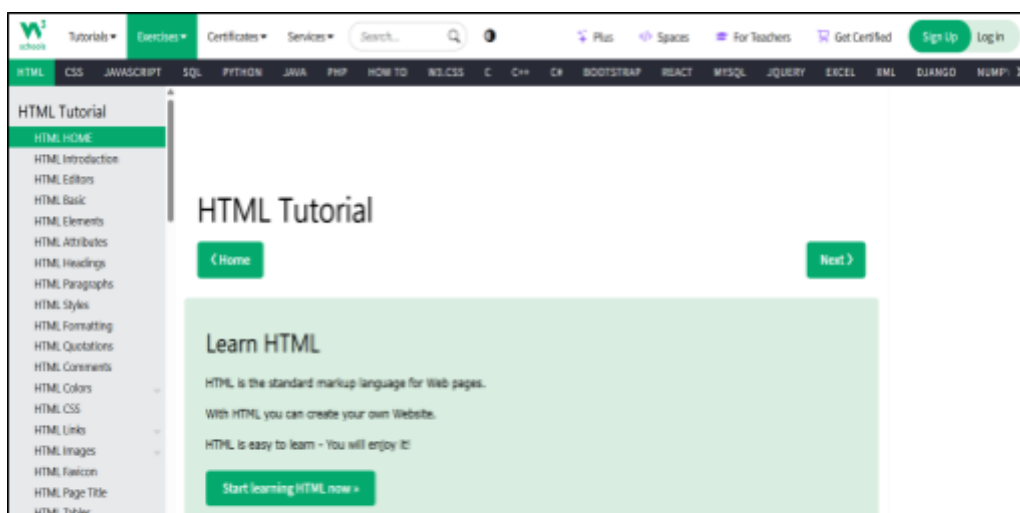 W3 schools
Tutorials Exercises Certificates Services Search... Plus Spaces For Teachers Get Certified Sign Up Log in
HTML CSS JAVASCRIPT SQL PYTHON JAVA PHP HOW TO W3.CSS C C++ C# BOOTSTRAP REACT MYSQL JQUERY EXCEL XML DJANGO NUMP
HTML Tutorial
HTML HOME
HTML Introduction
HTML Editors
HTML Basic
HTML Elements
HTML Attributes
HTML Headings
HTML Paragraphs
HTML Styles
HTML Formatting
HTML Quotations
HTML Comments
HTML Colors
HTML CSS
HTML Links
HTML Images
HTML Favicon
HTML Page Title
HTML Tables
HTML Tutorial
❮ Home Next ❯
Learn HTML
HTML is the standard markup language for Web pages.
With HTML you can create your own Website.
HTML is easy to learn - You will enjoy it!
Start learning HTML now »